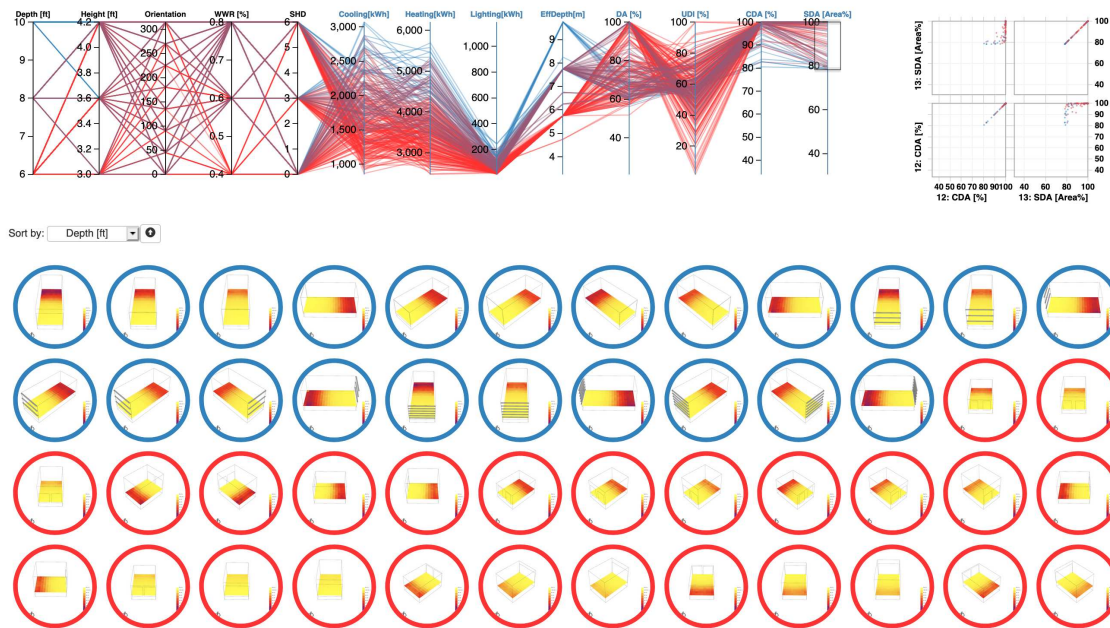 Depth [ft] Height [ft] Orientation WWR [%] SHD Cooling[kWh] Heating[kWh] Lighting[kWh] EffDepth[m] DA [%] UDI [%] CDA [%] SDA [Area%]
10 4.2 300 0.8 6 3,000 6,000 1,000 9 100 100 100 100
9 4.0 250 0.7 5 2,500 5,000 800 8 80 80 80 80
8 3.8 200 0.6 4 2,000 4,000 600 7 60 60 60 60
7 3.6 150 0.5 3 1,500 3,000 400 6 40 40 40 40
6 3.4 100 0.4 2 1,000 200 5 20
3.2 50 1 4
3.0 0 0
13: SDA [Area%]
100
80
60
40
12: CDA [%]
100
90
80
70
60
50
40
40 50 60 70 80 90 100 40 60 80 100
12: CDA [%] 13: SDA [Area%]
Sort by: Depth [ft]